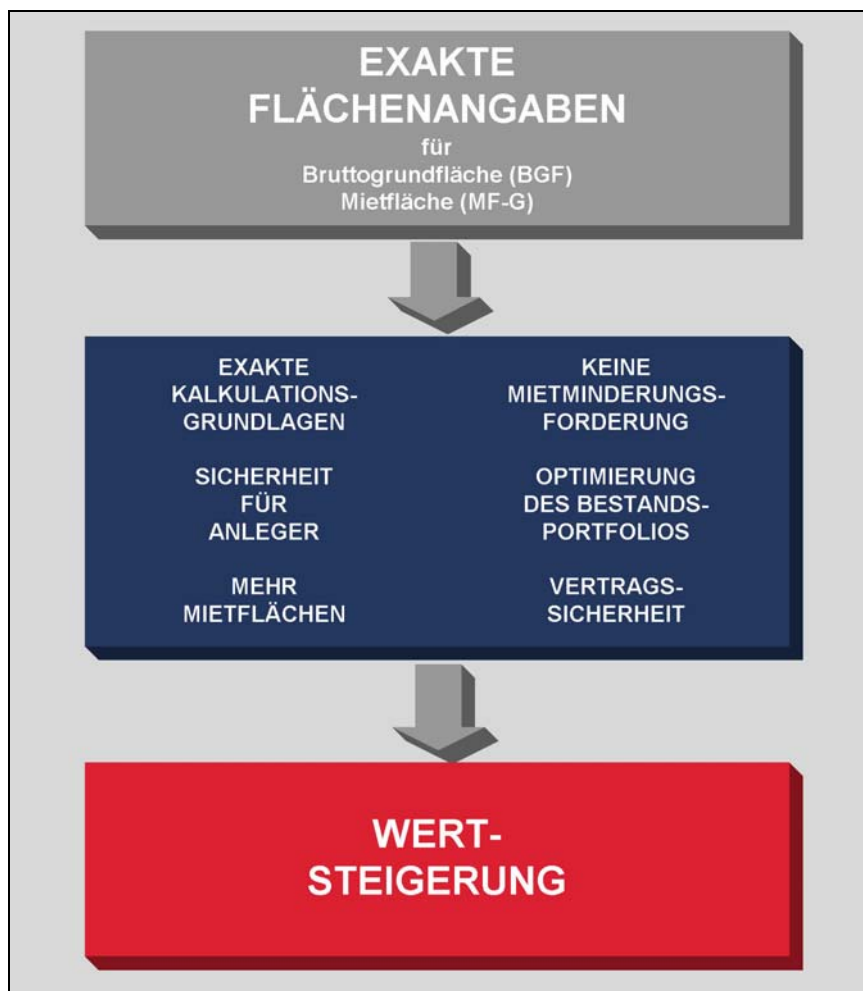 EXAKTE
FLÄCHENANGABEN
für
Bruttogrundfläche (BGF)
Mietfläche (MF-G)
EXAKTE
KALKULATIONS-
GRUNDLAGEN
SICHERHEIT
FÜR
ANLEGER
MEHR
MIETFLÄCHEN
KEINE
MIETMINDERUNGS-
FORDERUNG
OPTIMIERUNG
DES BESTANDS-
PORTFOLIOS
VERTRAGS-
SICHERHEIT
WERT-
STEIGERUNG